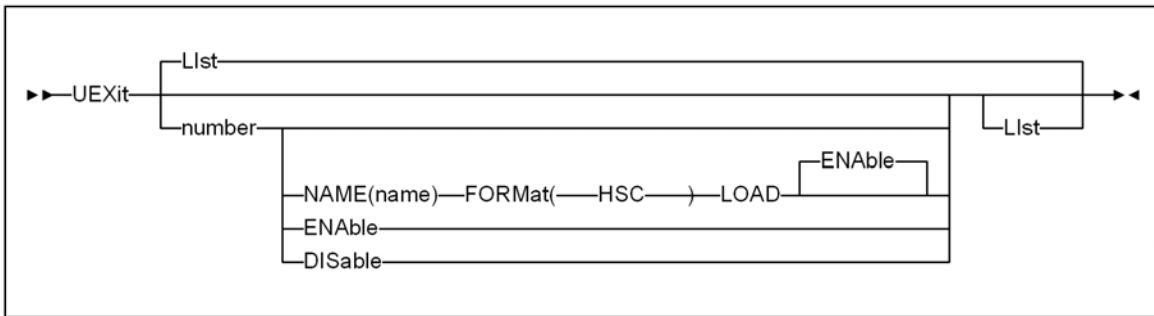 LIst
UEXit
number
LIst
ENAble
NAME(name) FORMat( HSC ) LOAD
ENAble
DISable